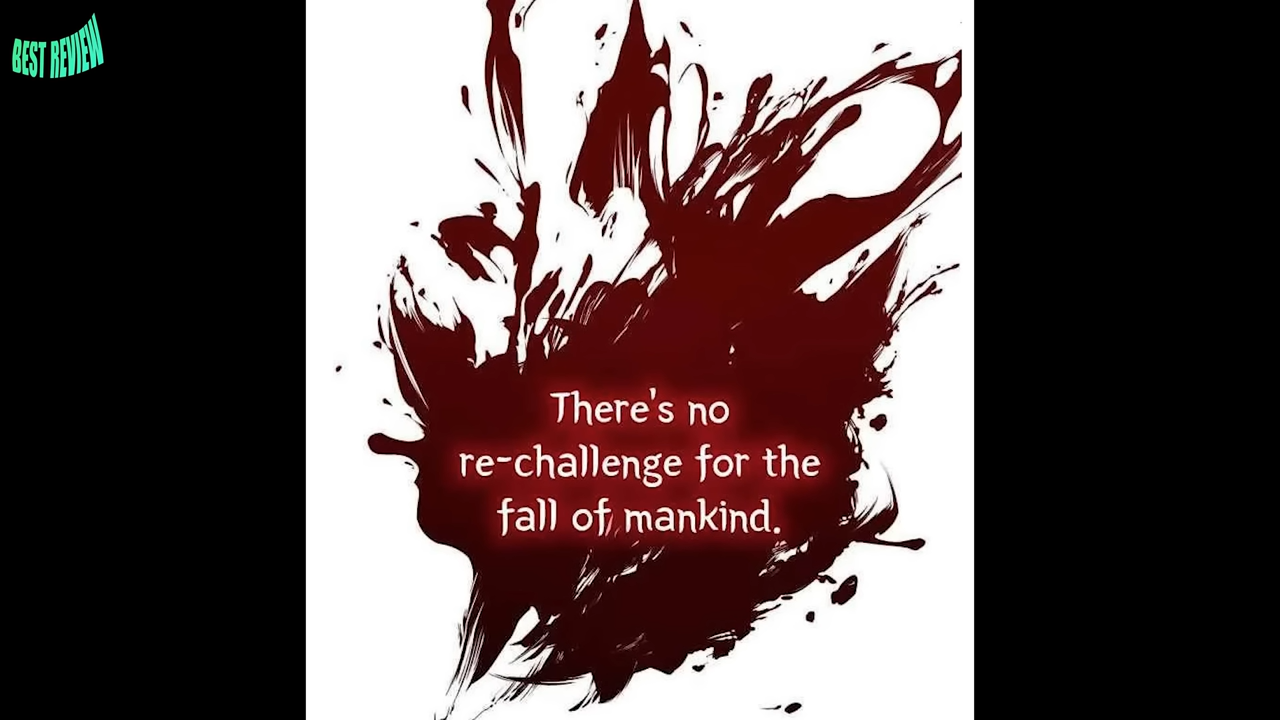 BEST REVIEW
There's no
re-challenge for the
fall of mankind.